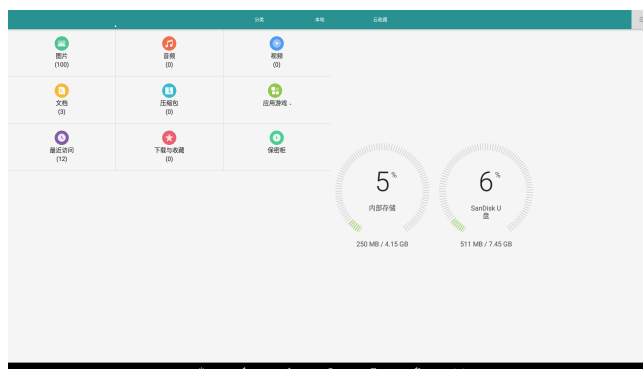 分类
本地
云收藏
图片
(100)
音频
(0)
视频
(0)
文档
(3)
压缩包
(0)
应用游戏
最近访问
(12)
下载与收藏
(0)
保密柜
5%
内部存储
250 MB / 4.15 GB
6%
SanDisk U
盘
511 MB / 7.45 GB